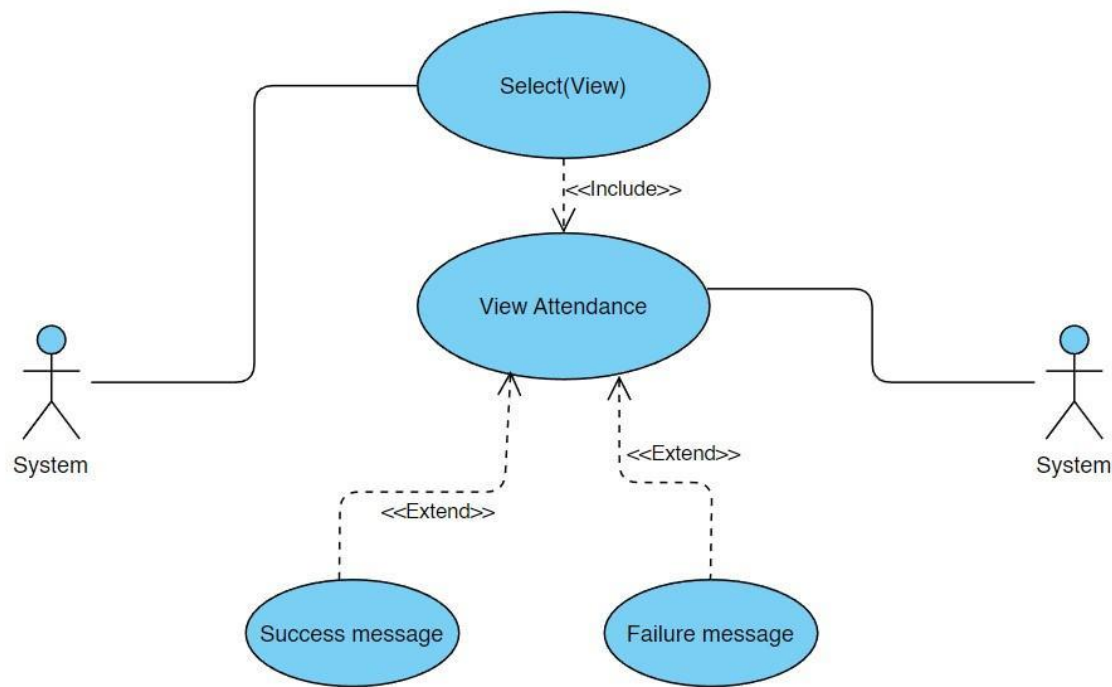 Select(View)
<<Include>>
View Attendance
System
System
<<Extend>>
<<Extend>>
Success message
Failure message